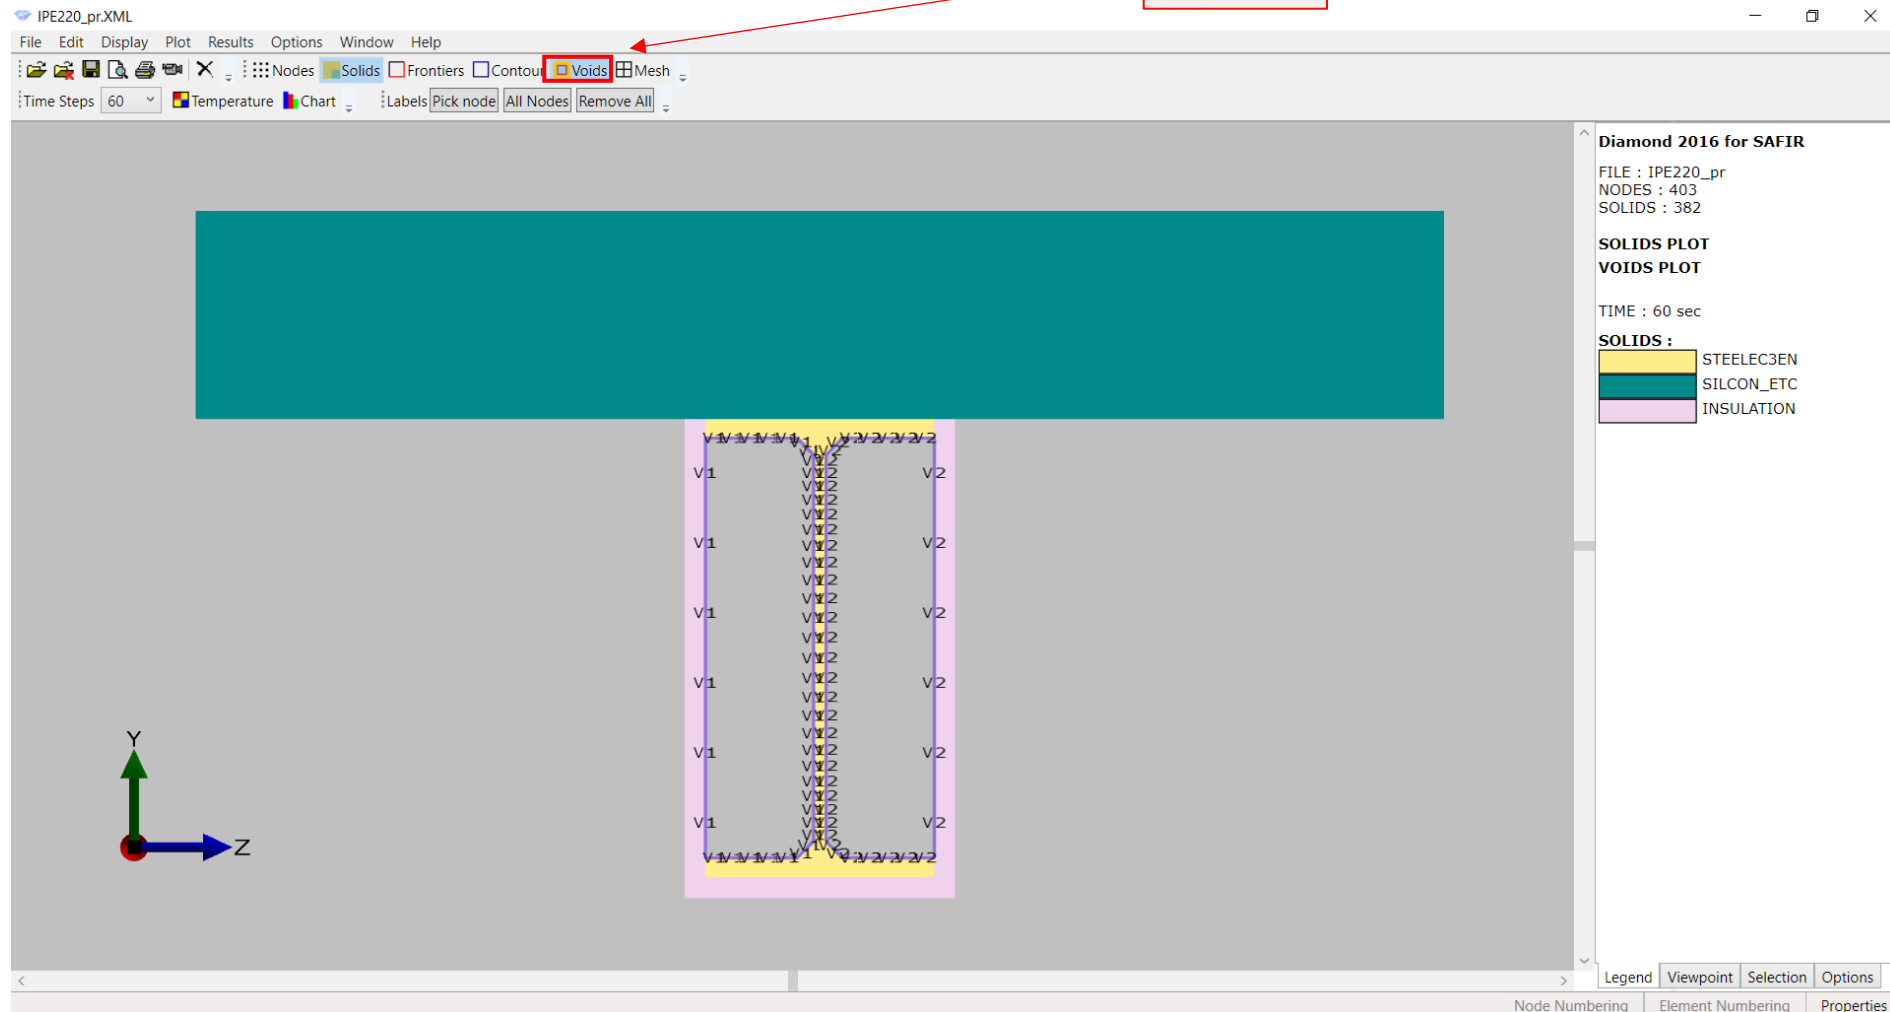 IPE220_pr.XML
File Edit Display Plot Results Options Window Help
Nodes Solids Frontiers Contour Voids Mesh
Time Steps 60 Temperature Chart Labels Pick node All Nodes Remove All
Diamond 2016 for SAFIR
FILE : IPE220_pr
NODES : 403
SOLIDS : 382
SOLIDS PLOT
VOIDS PLOT
TIME : 60 sec
SOLIDS :
STEELEC3EN
SILCON_ETC
INSULATION
V1 V2
V1 V2
V1 V2
V1 V2
V1 V2
V1 V2
Y
Z
Legend Viewpoint Selection Options
Node Numbering Element Numbering Properties